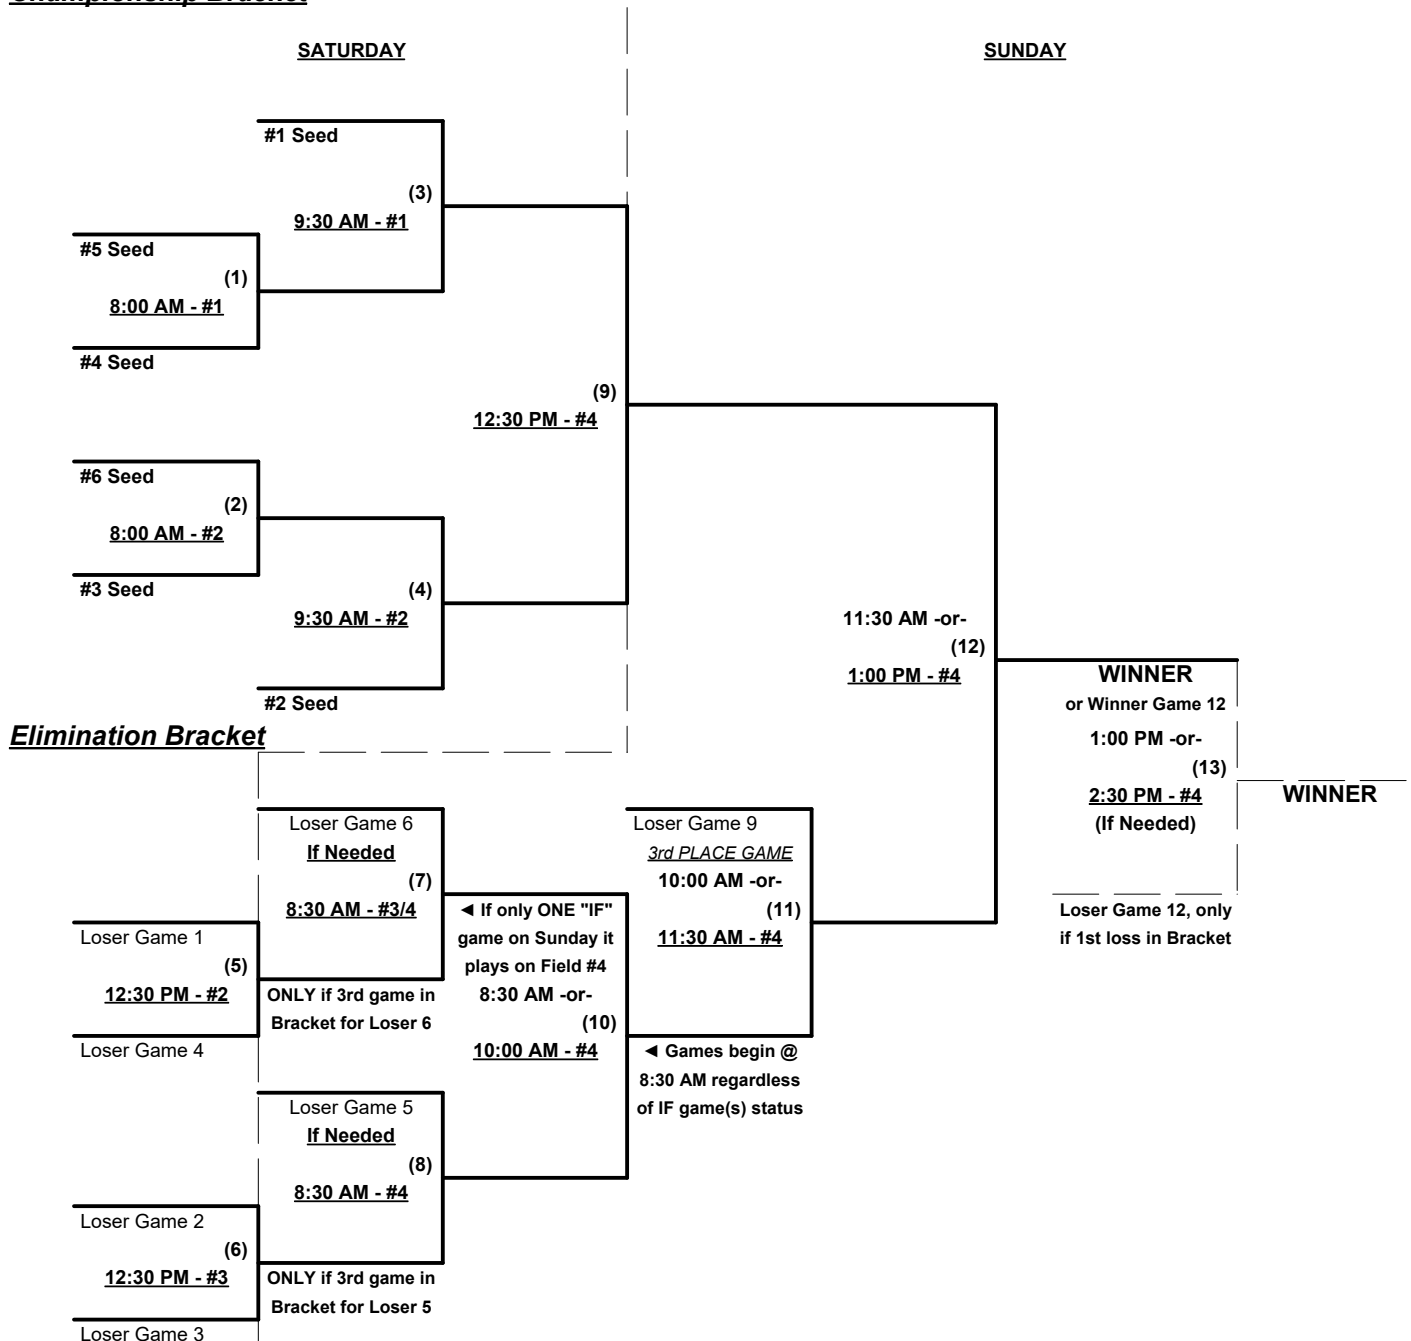 SATURDAY
SUNDAY
#1 Seed
(3)
9:30 AM - #1
#5 Seed
(1)
8:00 AM - #1
#4 Seed
(9)
12:30 PM - #4
#6 Seed
(2)
8:00 AM - #2
#3 Seed
(4)
9:30 AM - #2
#2 Seed
11:30 AM -or-
(12)
1:00 PM - #4
WINNER
or Winner Game 12
1:00 PM -or-
(13)
2:30 PM - #4
(If Needed)
WINNER
Loser Game 12, only
if 1st loss in Bracket
Elimination Bracket
Loser Game 6
If Needed
(7)
8:30 AM - #3/4
Loser Game 1
(5)
12:30 PM - #2
Loser Game 4
ONLY if 3rd game in
Bracket for Loser 6
◄ If only ONE "IF"
game on Sunday it
plays on Field #4
8:30 AM -or-
(10)
10:00 AM - #4
Loser Game 9
3rd PLACE GAME
10:00 AM -or-
(11)
11:30 AM - #4
◄ Games begin @
8:30 AM regardless
of IF game(s) status
Loser Game 5
If Needed
(8)
8:30 AM - #4
Loser Game 2
(6)
12:30 PM - #3
Loser Game 3
ONLY if 3rd game in
Bracket for Loser 5